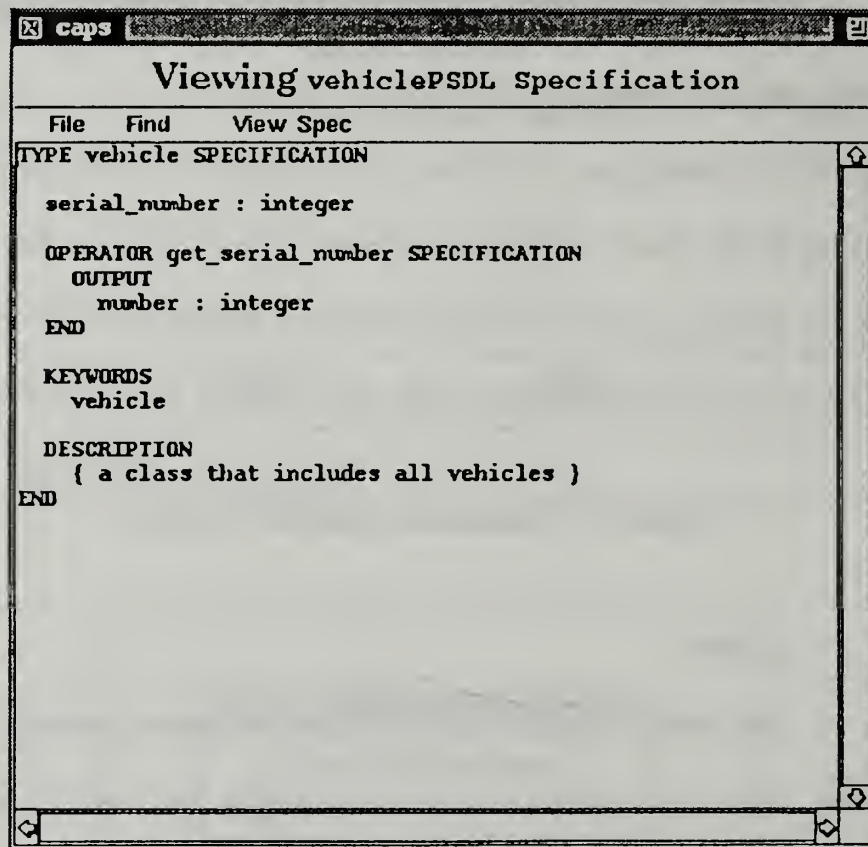 caps
Viewing vehiclePSDL Specification
File Find View Spec
TYPE vehicle SPECIFICATION
serial_number : integer
OPERATOR get_serial_number SPECIFICATION
OUTPUT
number : integer
END
KEYWORDS
vehicle
DESCRIPTION
{ a class that includes all vehicles }
END